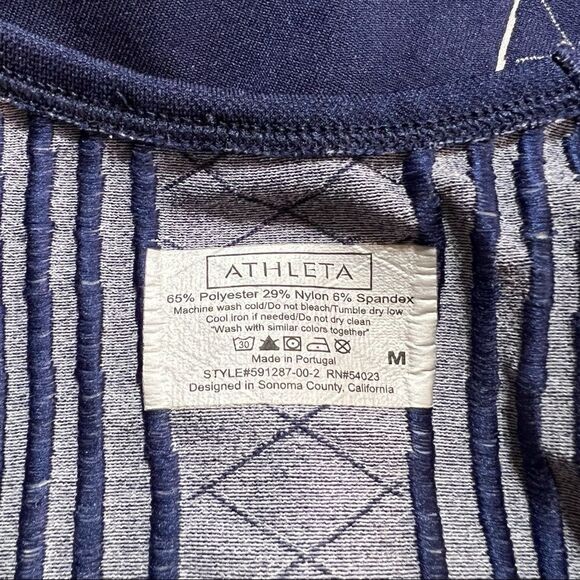 ATHLETA
65% Polyester 29% Nylon 6% Spandex
Machine wash cold/Do not bleach/Tumble dry low
Cool iron if needed/Do not dry clean
"Wash with similar colors together"
30
Made in Portugal M
STYLE#591287-00-2 RN#54023
Designed in Sonoma County, California